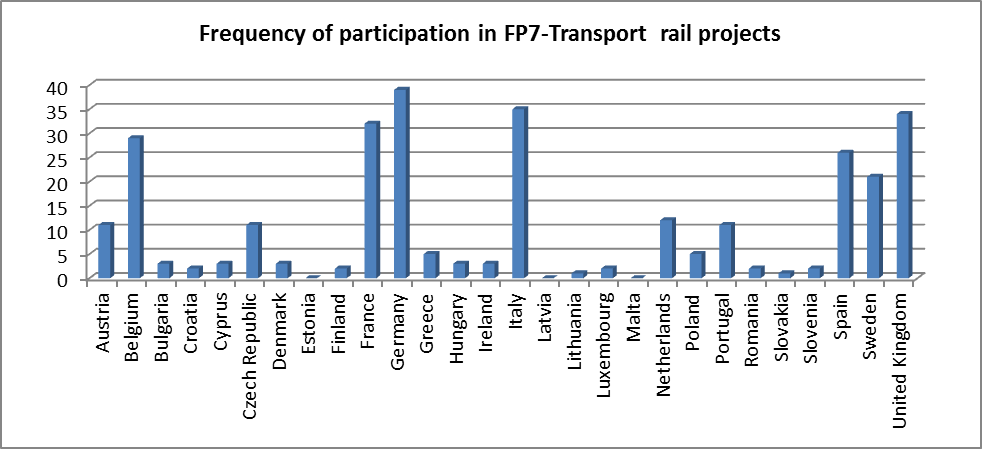 Frequency of participation in FP7-Transport  rail projects
40
35
30
25
20
15
10
5
0
Austria
Belgium
Bulgaria
Croatia
Cyprus
Czech Republic
Denmark
Estonia
Finland
France
Germany
Greece
Hungary
Ireland
Italy
Latvia
Lithuania
Luxembourg
Malta
Netherlands
Poland
Portugal
Romania
Slovakia
Slovenia
Spain
Sweden
United Kingdom